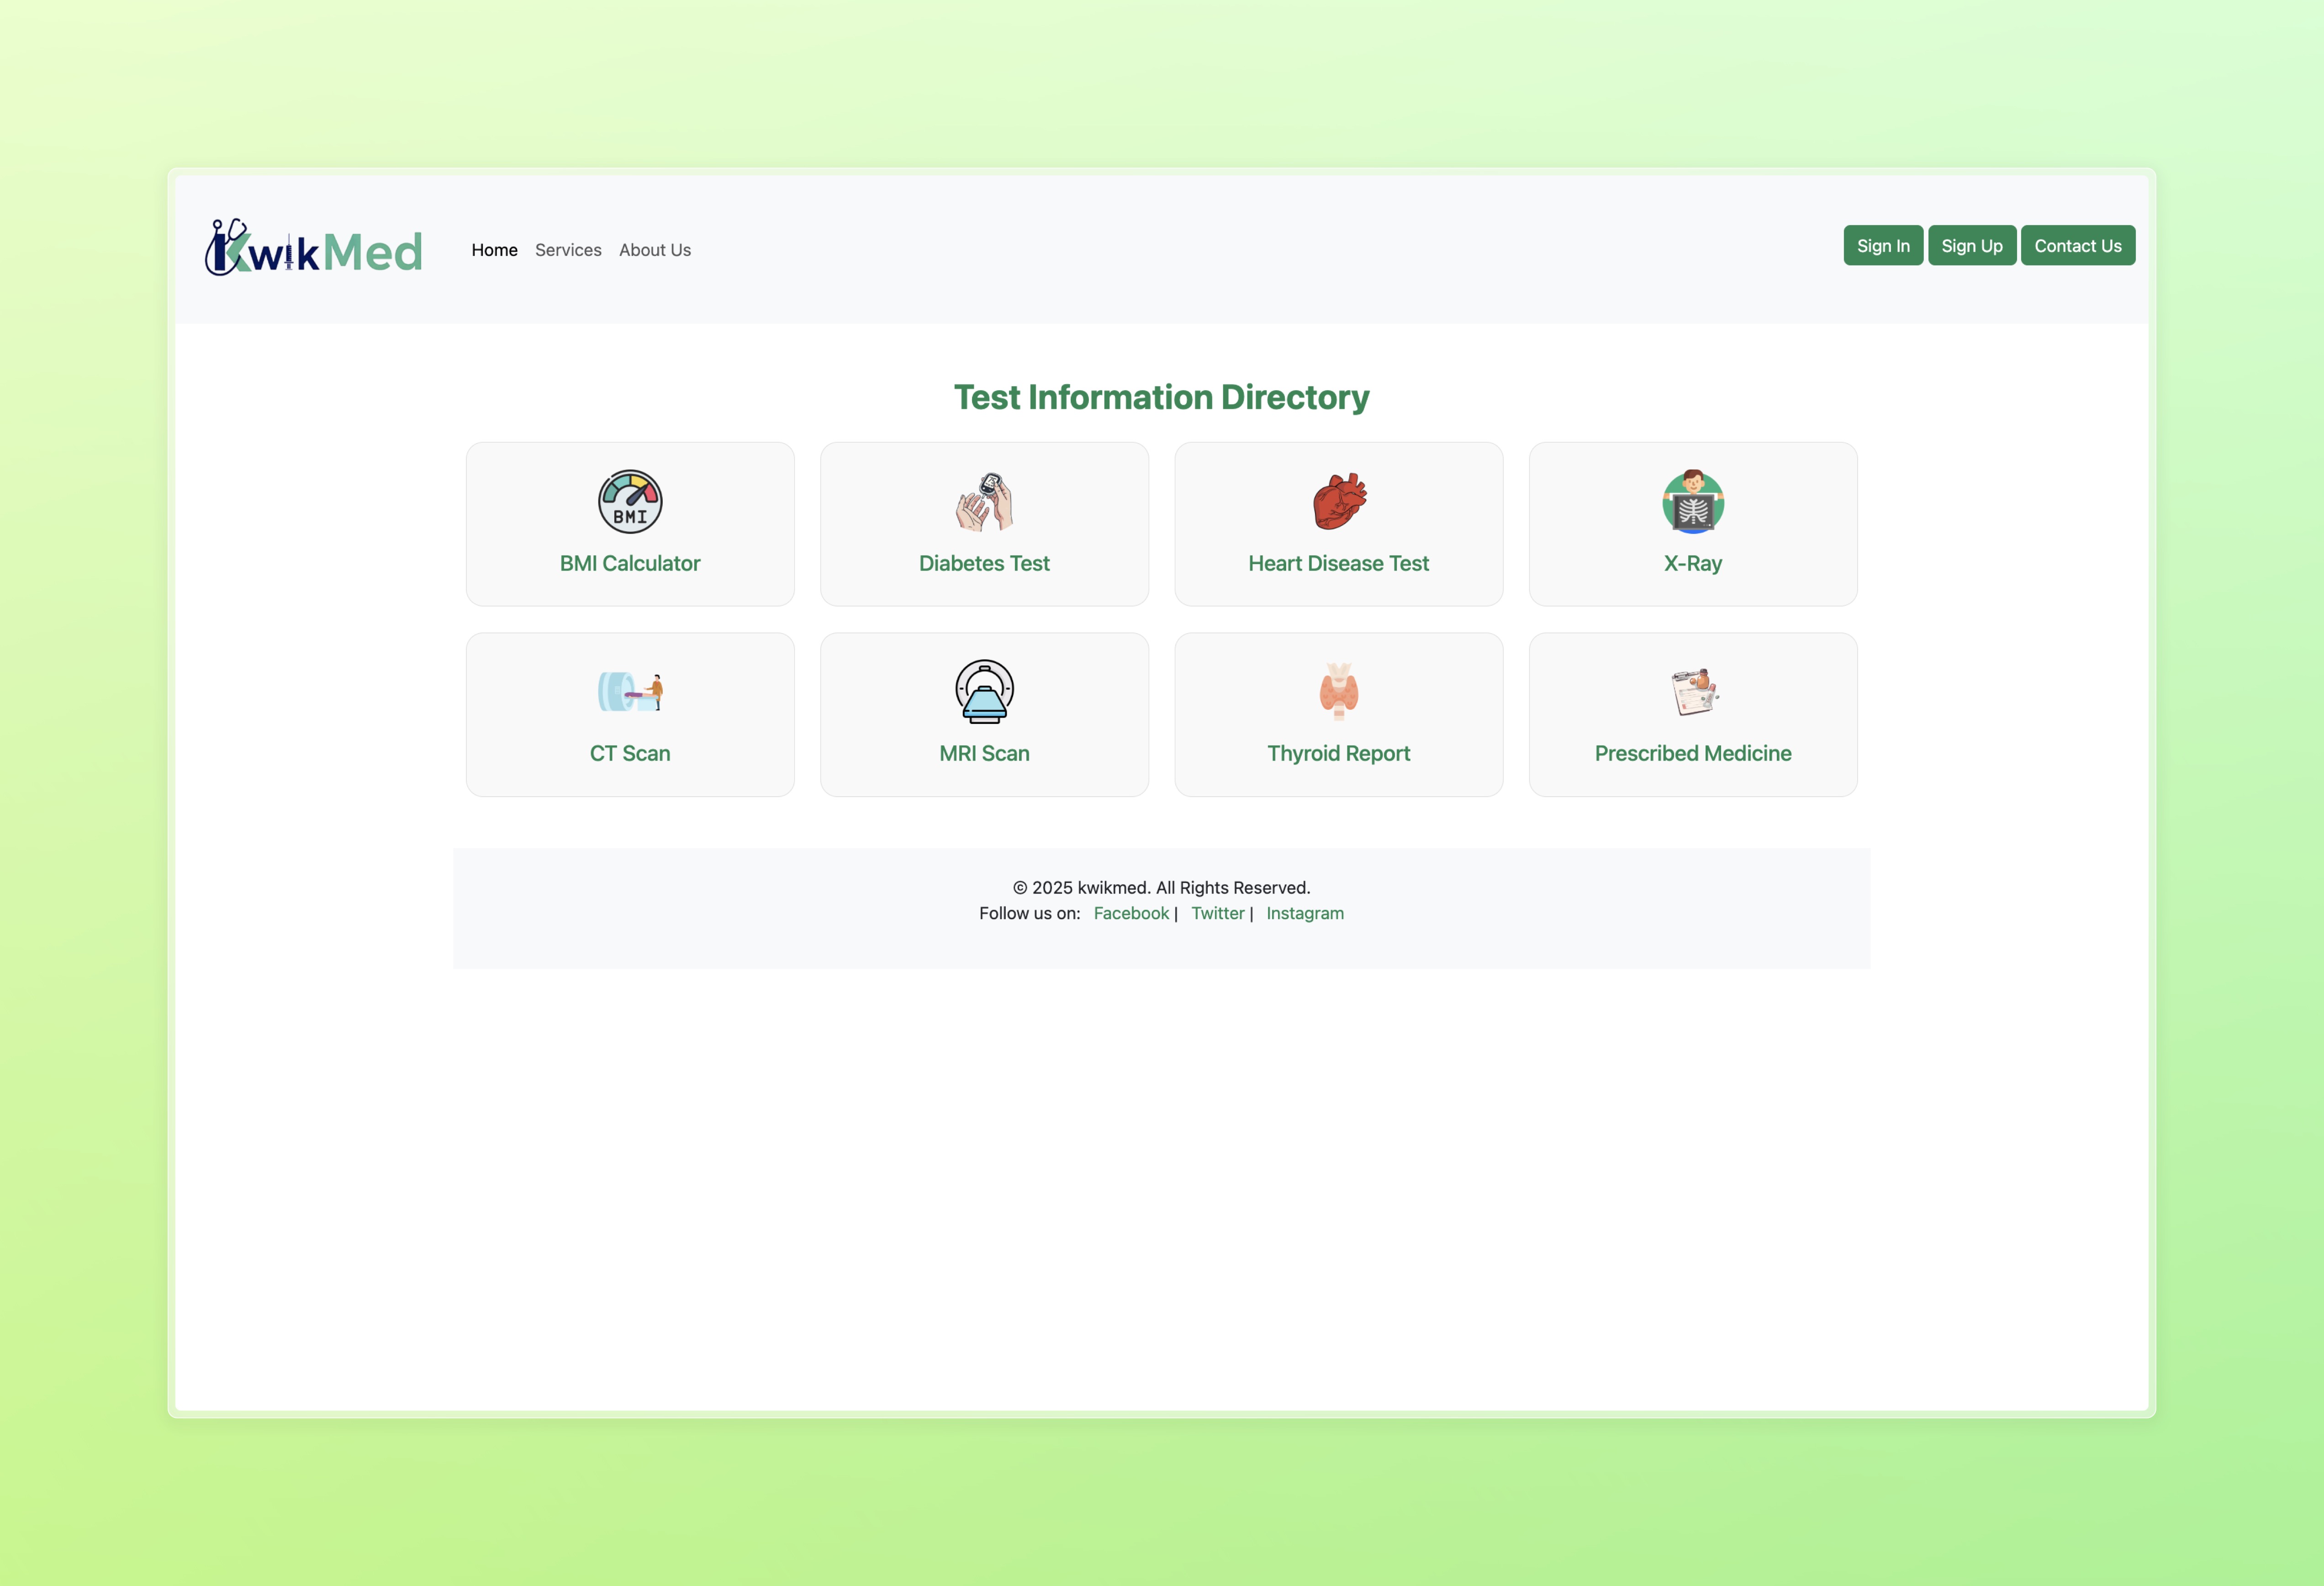 KwikMed
Home Services About Us
Sign In Sign Up Contact Us
Test Information Directory
BMI
BMI Calculator
Diabetes Test
Heart Disease Test
X-Ray
CT Scan
MRI Scan
Thyroid Report
Prescribed Medicine
© 2025 kwikmed. All Rights Reserved.
Follow us on: Facebook | Twitter | Instagram